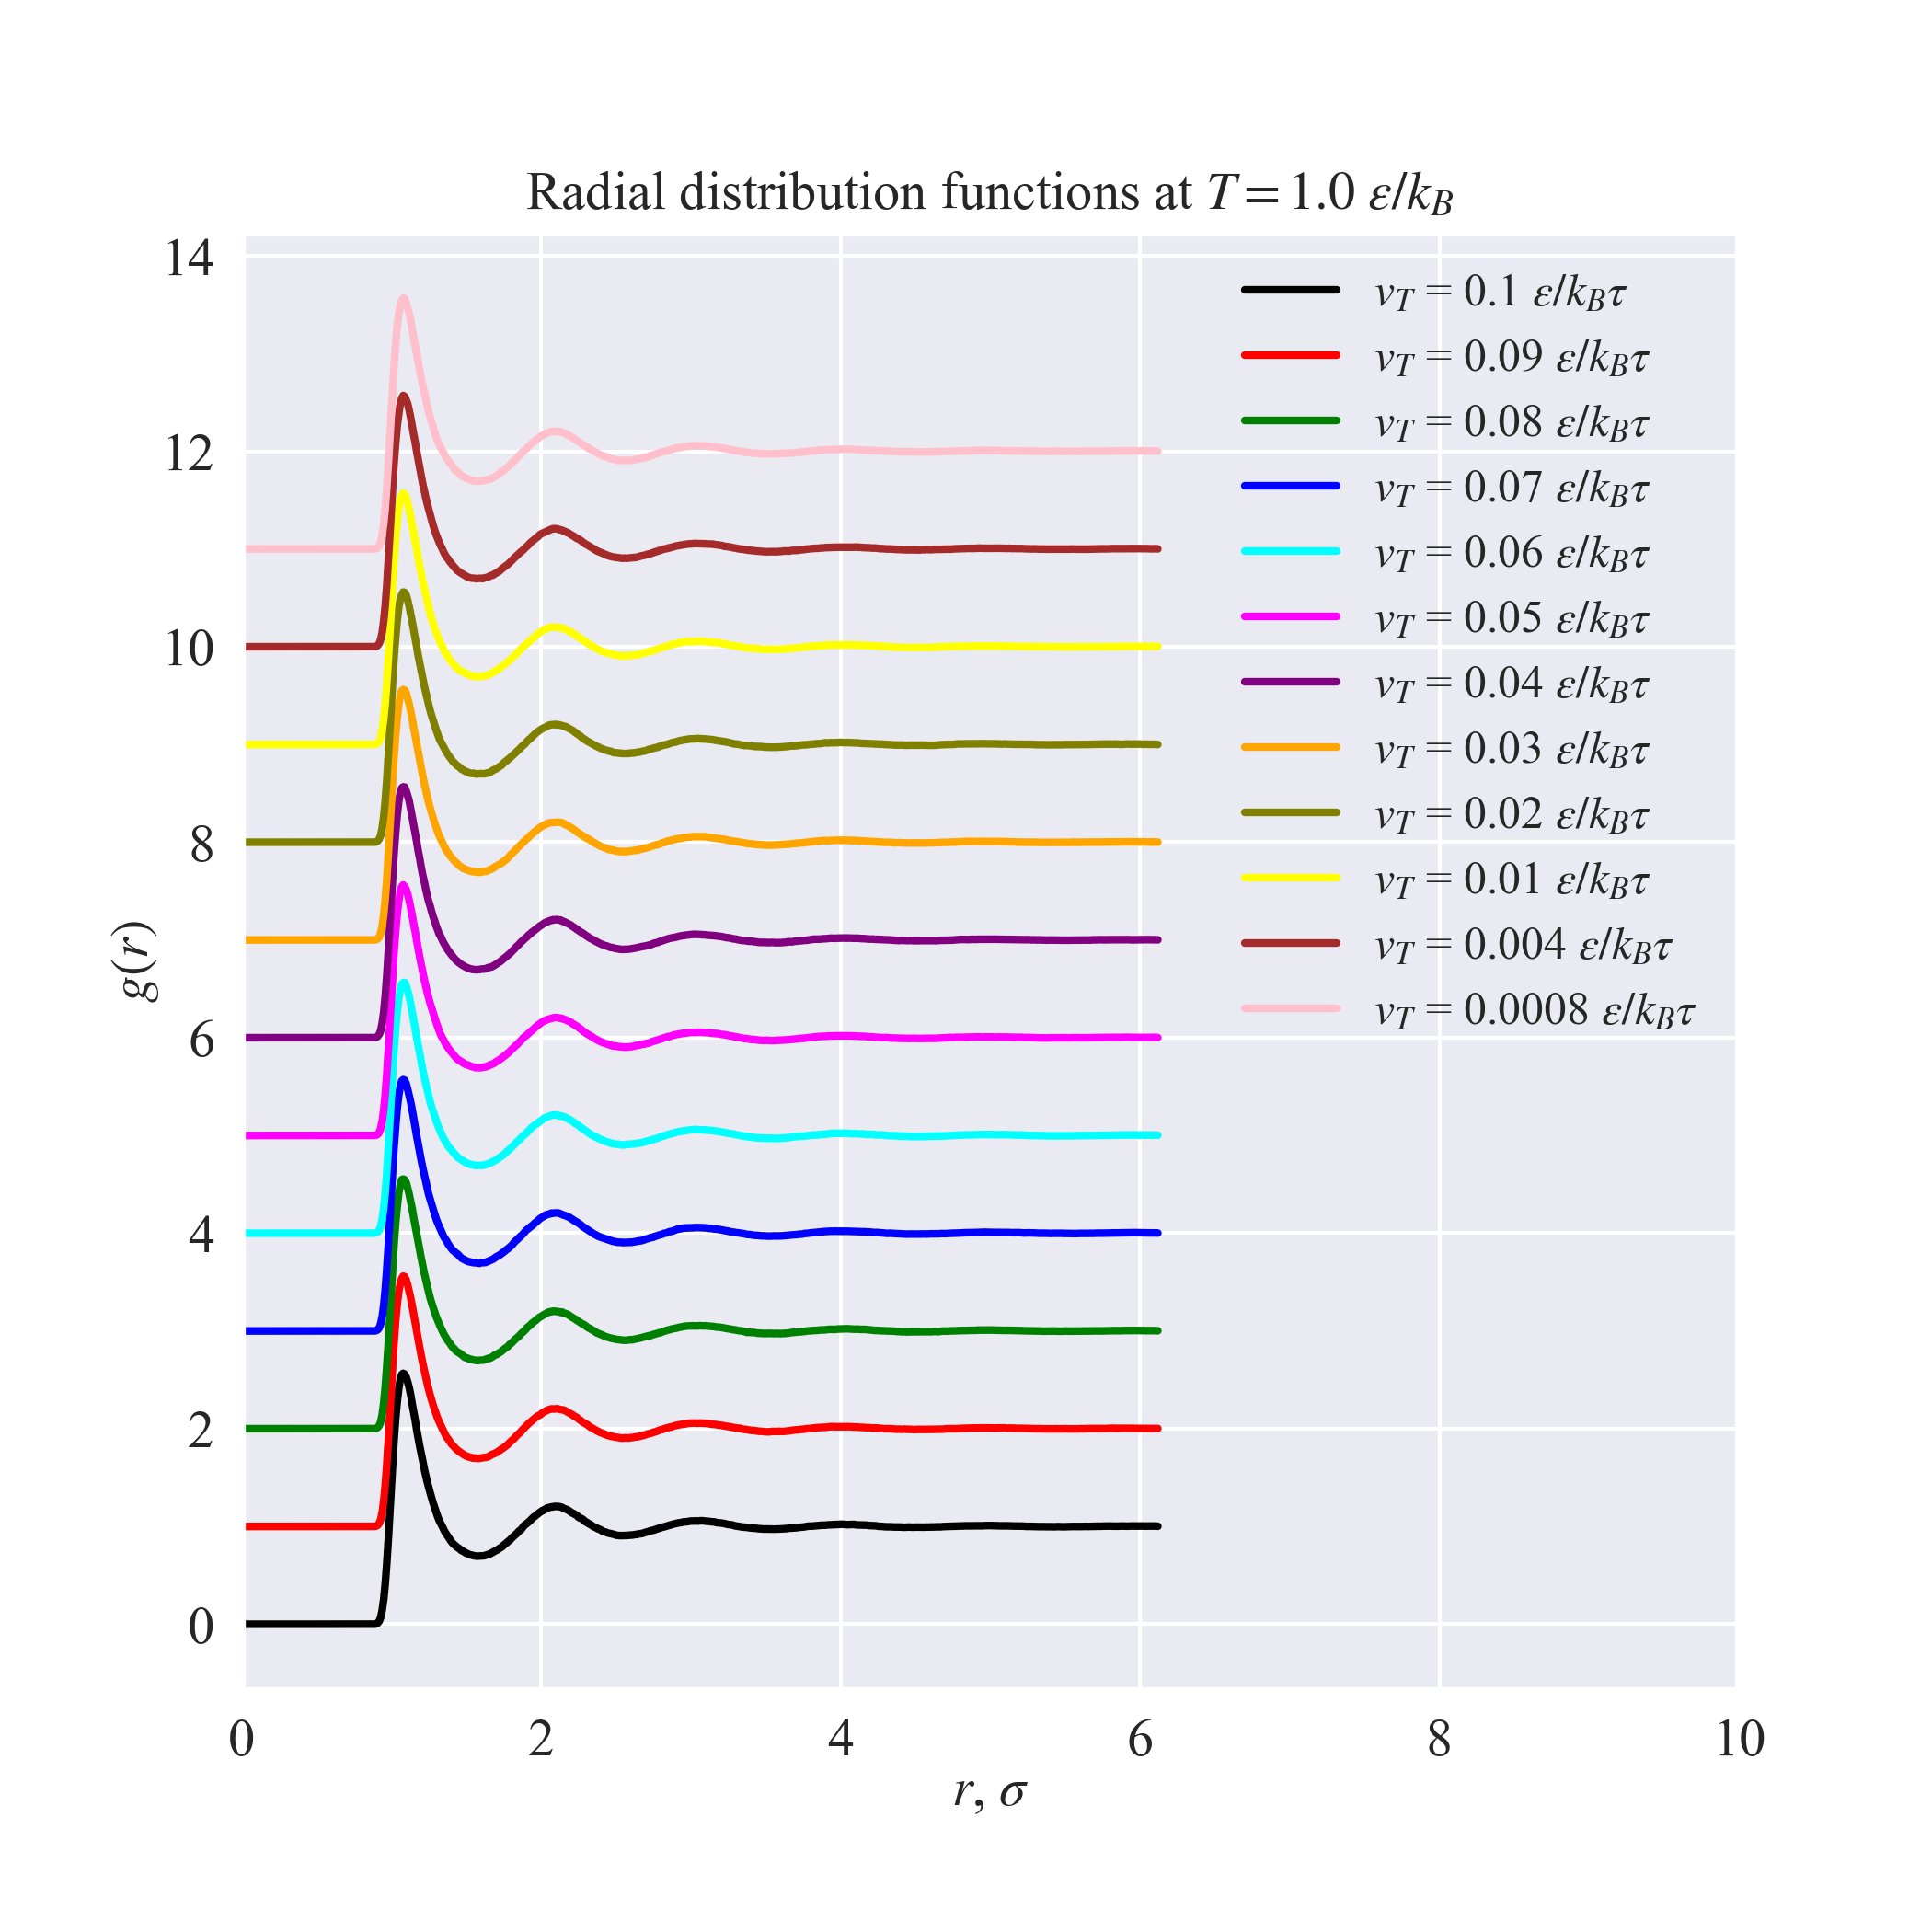 Radial distribution functions at T = 1.0 ε/k_B
14
12
10
8
6
4
2
0
g(r)
v_T = 0.1 ε/k_Bτ
v_T = 0.09 ε/k_Bτ
v_T = 0.08 ε/k_Bτ
v_T = 0.07 ε/k_Bτ
v_T = 0.06 ε/k_Bτ
v_T = 0.05 ε/k_Bτ
v_T = 0.04 ε/k_Bτ
v_T = 0.03 ε/k_Bτ
v_T = 0.02 ε/k_Bτ
v_T = 0.01 ε/k_Bτ
v_T = 0.004 ε/k_Bτ
v_T = 0.0008 ε/k_Bτ
0 2 4 6 8 10
r, σ